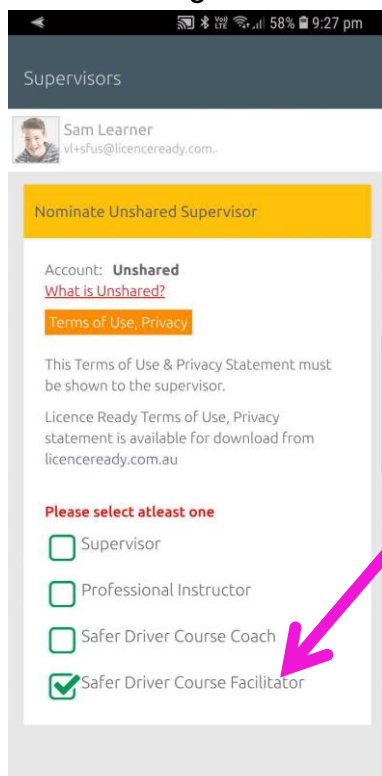 58% 9:27 pm
Supervisors
Sam Learner
vl+sfus@licenceready.com.
Nominate Unshared Supervisor
Account: Unshared
What is Unshared?
Terms of Use, Privacy
This Terms of Use & Privacy Statement must
be shown to the supervisor.
Licence Ready Terms of Use, Privacy
statement is available for download from
licenceready.com.au
Please select atleast one
Supervisor
Professional Instructor
Safer Driver Course Coach
Safer Driver Course Facilitator